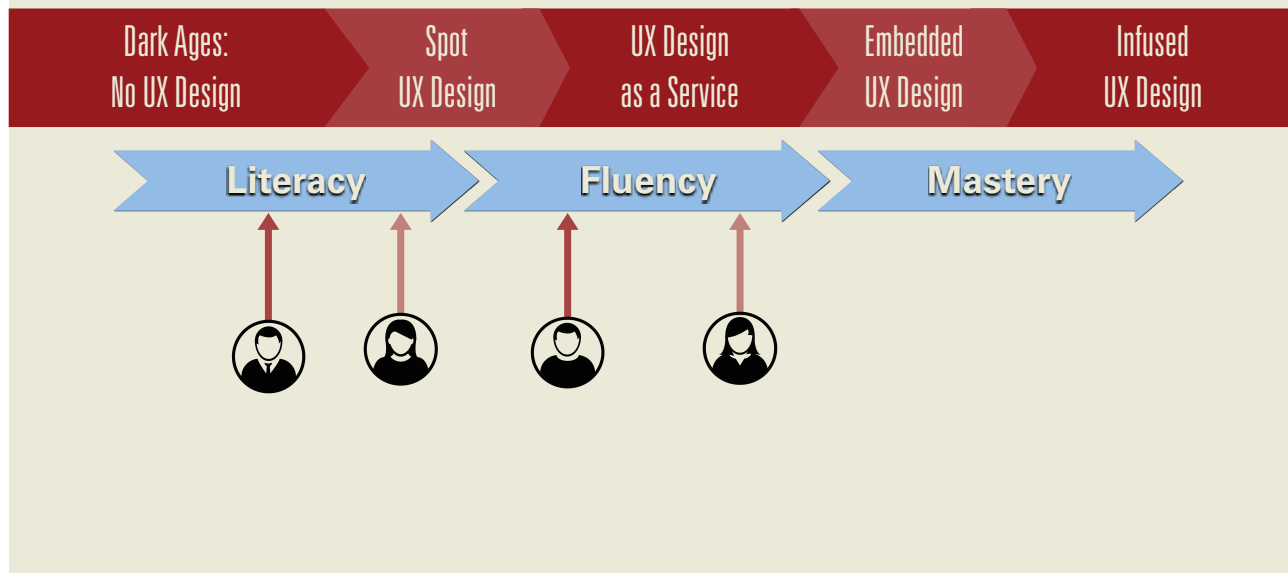 Dark Ages:
No UX Design
Spot
UX Design
UX Design
as a Service
Embedded
UX Design
Infused
UX Design
Literacy
Fluency
Mastery